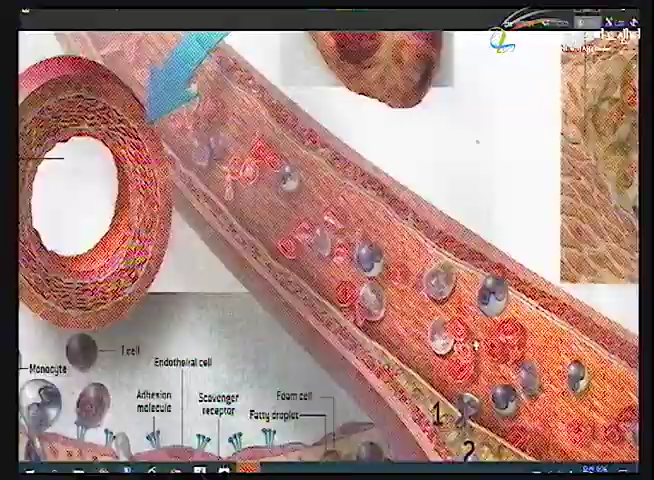 T cell
Monocyte
Endothelial cell
Adhesion
molecule
Scavenger
receptor
Foam cell
Fatty droplet
1
2